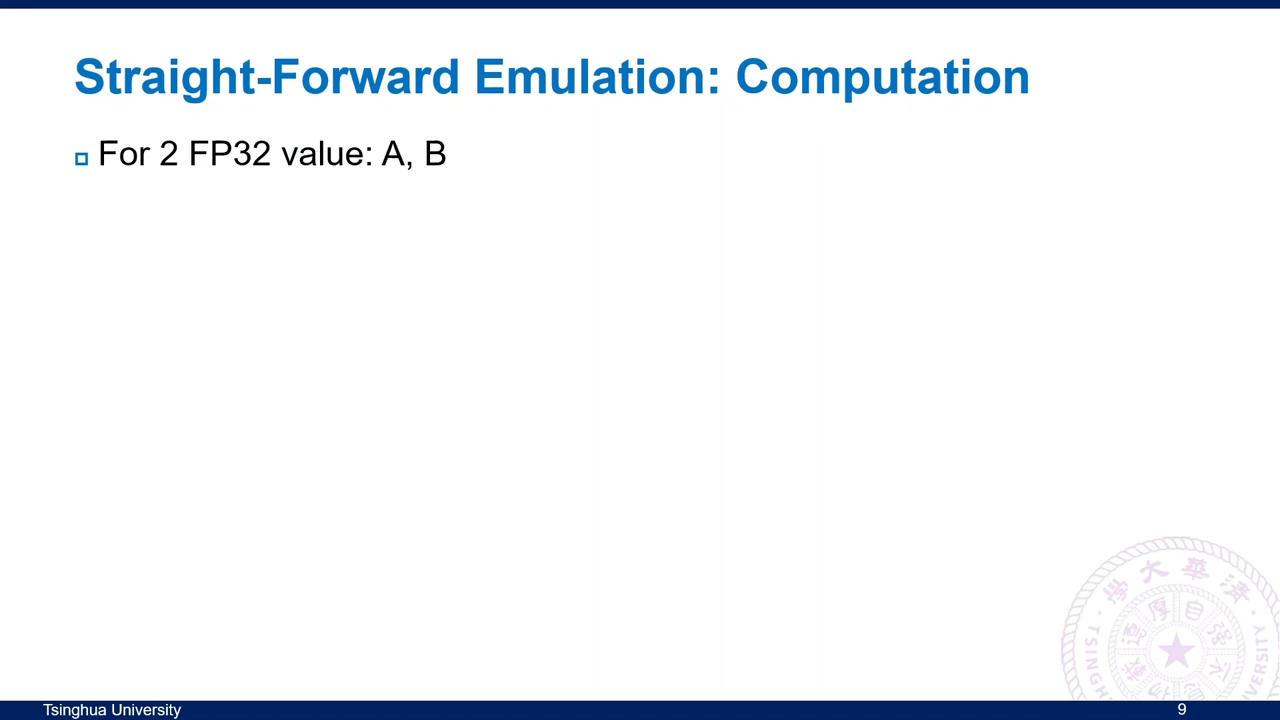 Straight-Forward Emulation: Computation
For 2 FP32 value: A, B
Tsinghua University
9